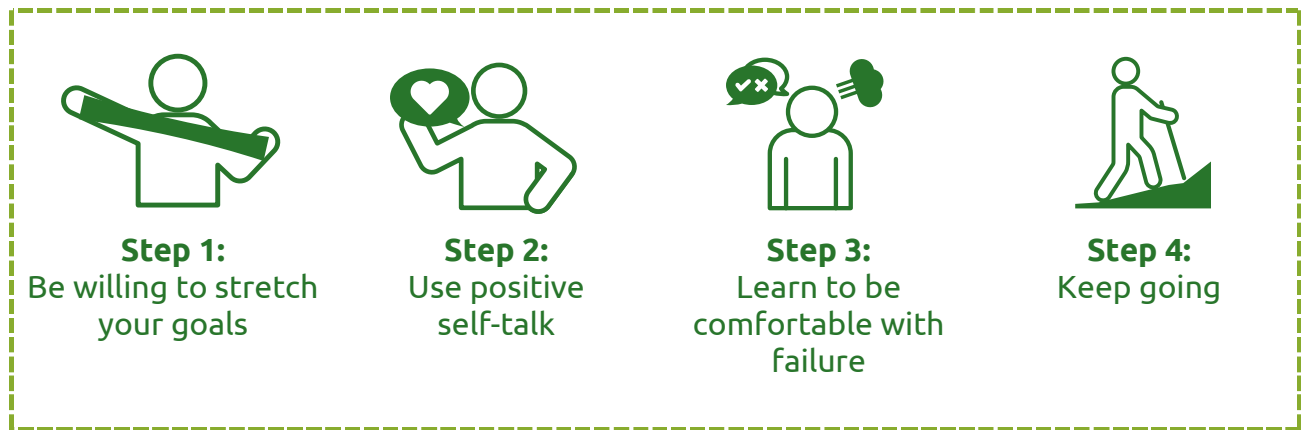 Step 1:
Be willing to stretch
your goals
Step 2:
Use positive
self-talk
Step 3:
Learn to be
comfortable with
failure
Step 4:
Keep going